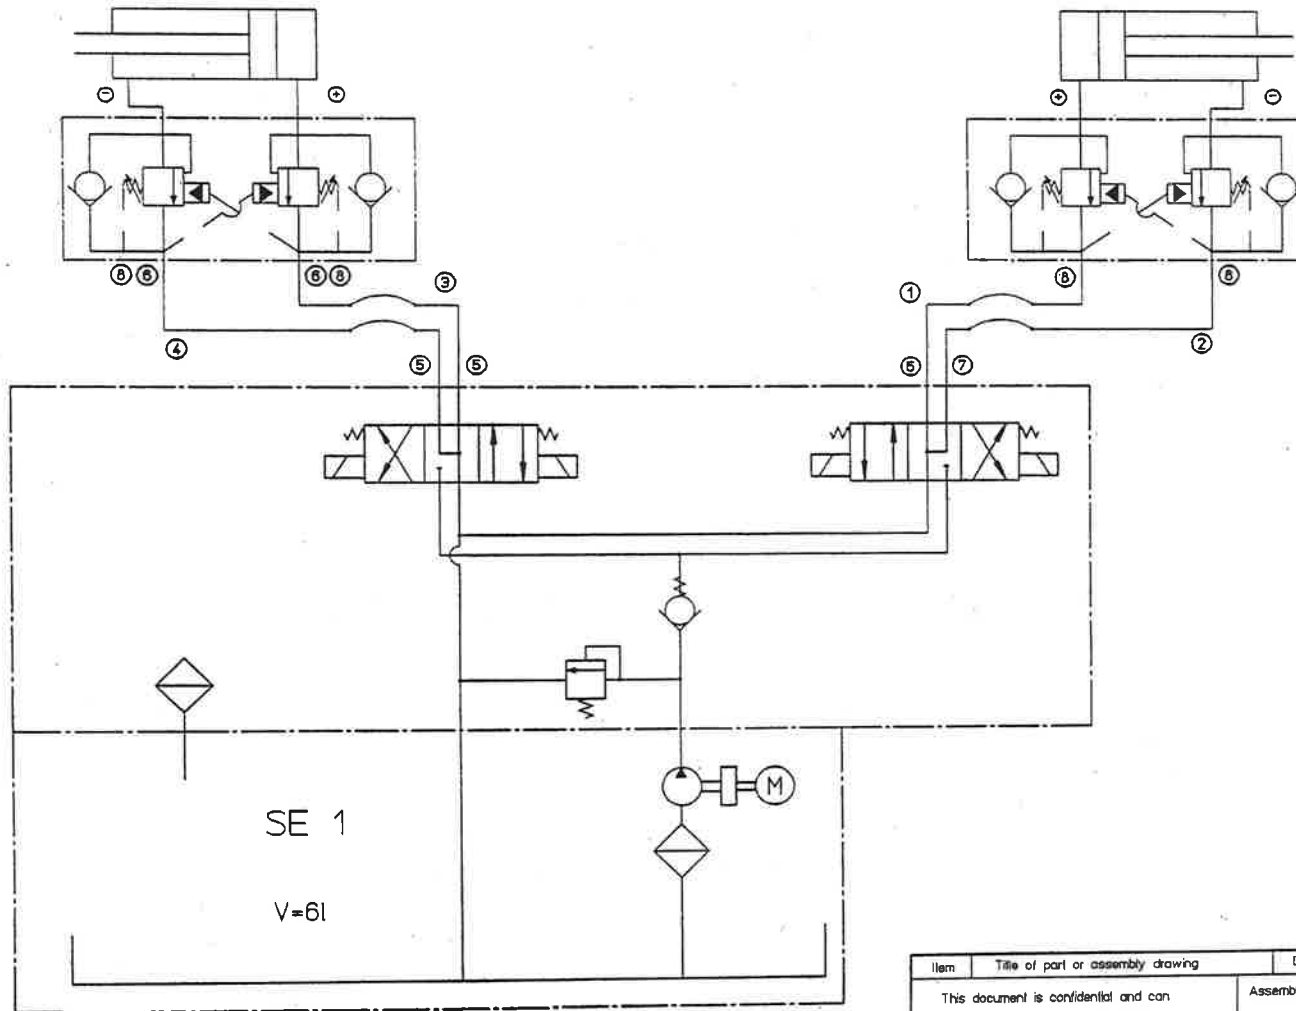 ⊖ ⊕ ⊕ ⊖
⑧ ⑥ ⑥ ⑧ ⑧ ⑧
③ ①
④ ②
⑤ ⑤ ⑥ ⑦
M
SE 1
V=6l
Item Title of part or assembly drawing
This document is confidential and can Assemb